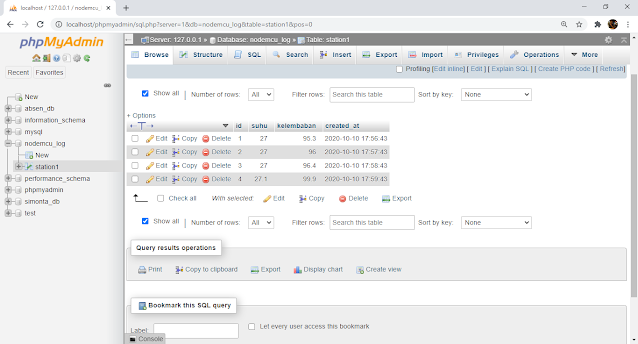 localhost / 127.0.0.1 / nodemcu_
localhost/phpmyadmin/sql.php?server=1&db=nodemcu_log&table=station1&pos=0
phpMyAdmin
Recent Favorites
New
absen_db
information_schema
mysql
nodemcu_log
New
station1
performance_schema
phpmyadmin
simonta_db
test
Server: 127.0.0.1 » Database: nodemcu_log » Table: station1
Browse Structure SQL Search Insert Export Import Privileges Operations More
Profiling [Edit inline] [ Edit ] [ Explain SQL ] [ Create PHP code ] [ Refresh]
Show all Number of rows: All Filter rows: Search this table Sort by key: None
+ Options
id suhu kelembaban created_at
Edit Copy Delete 1 27 95.3 2020-10-10 17:56:43
Edit Copy Delete 2 27 96 2020-10-10 17:57:43
Edit Copy Delete 3 27 96.4 2020-10-10 17:58:43
Edit Copy Delete 4 27.1 99.9 2020-10-10 17:59:43
Check all With selected: Edit Copy Delete Export
Show all Number of rows: All Filter rows: Search this table Sort by key: None
Query results operations
Print Copy to clipboard Export Display chart Create view
Bookmark this SQL query
Label: Let every user access this bookmark
Console